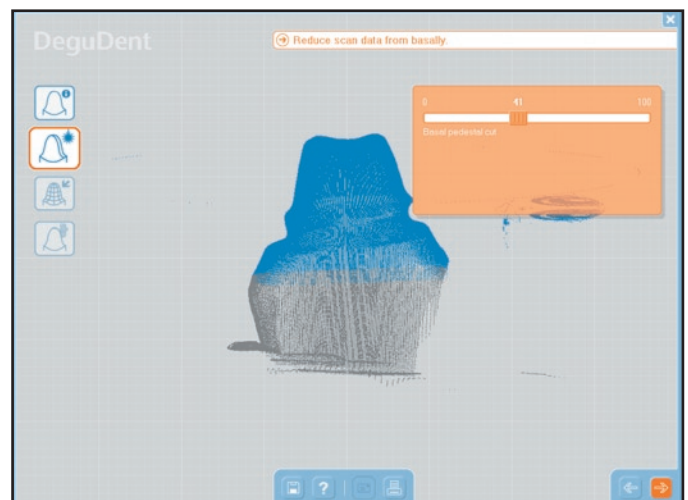 DeguDent
Reduce scan data from basally.
0 41 100
Basal pedestal cut
?